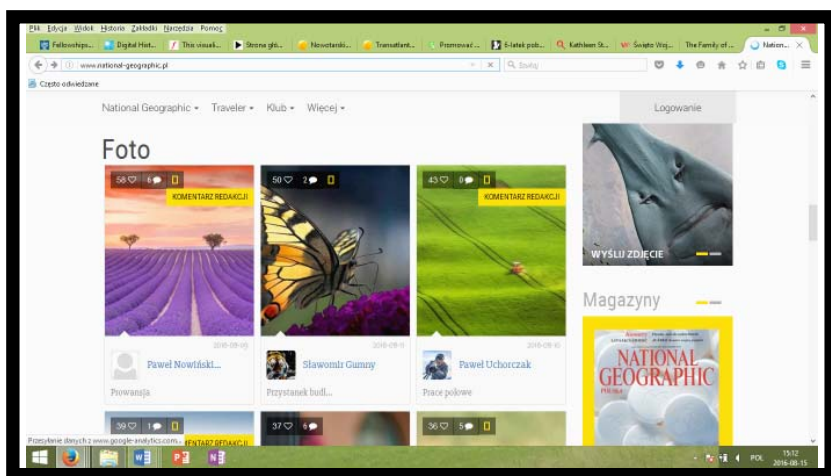 Plik Edycja Widok Historia Zakładki Narzędzia Pomoc
Fellowships... Digital Hist... This visuali... Strona głó... Nowotarski... Transatlant... Promować ... 6-latek pob... Kathleen St... Święto Woj... The Family of ... Nation...
www.national-geographic.pl Szukaj
Często odwiedzane
National Geographic Traveler Klub Więcej Logowanie
Foto
58 6 50 2 43 0
KOMENTARZ REDAKCJI KOMENTARZ REDAKCJI
WYŚLIJ ZDJĘCIE
Magazyny
2016-08-09 2016-08-11 2016-08-10
Paweł Nowiński... Sławomir Gumny Paweł Uchorczak
Prowansja Przystanek budl... Prace polowe
NATIONAL
GEOGRAPHIC
POLSKA
39 1 37 6 36 5
KOMENTARZ REDAKCJI
Przesyłanie danych z www.google-analytics.com...
POL 15:12
2016-08-15